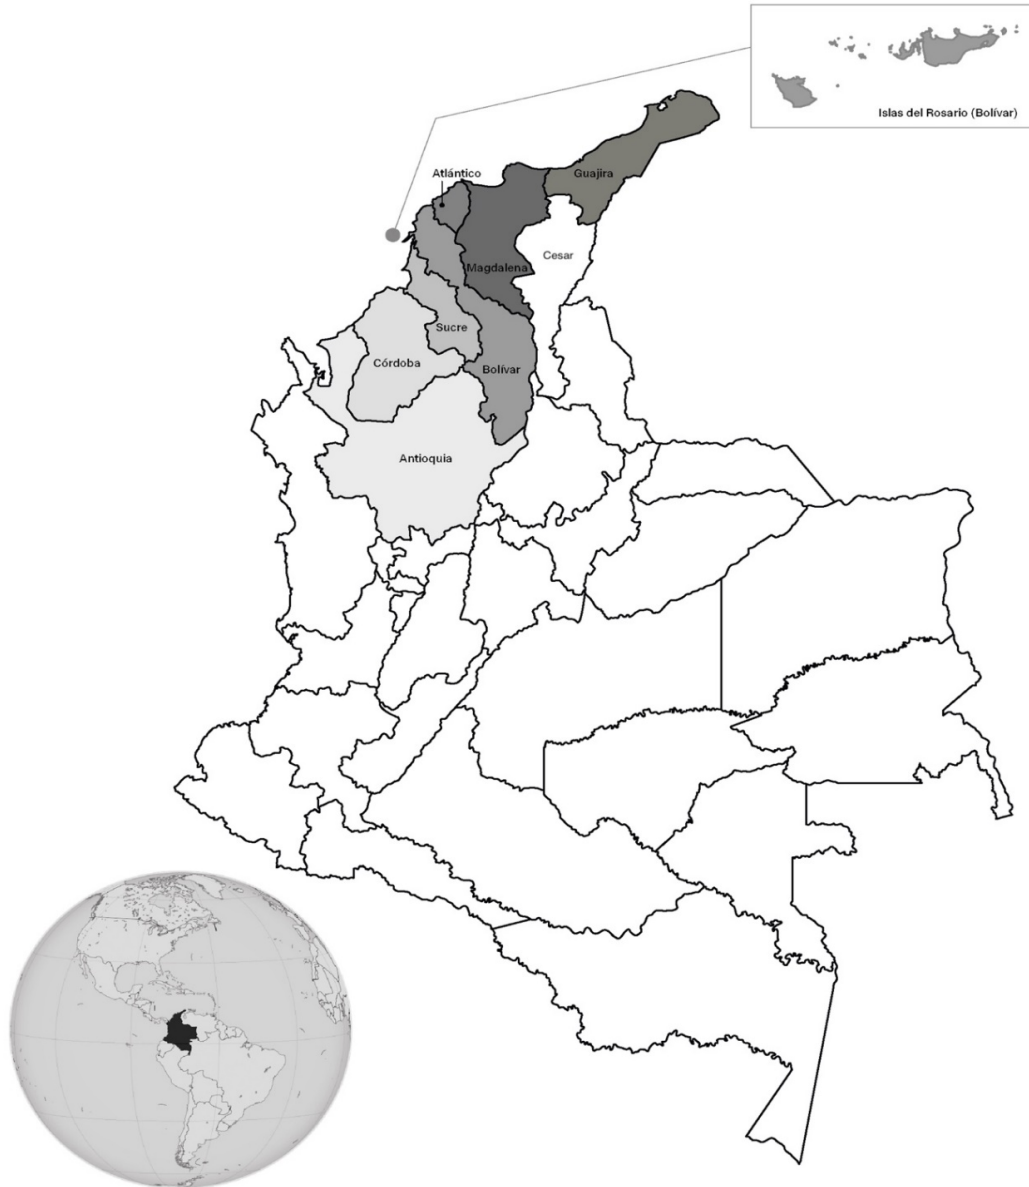 Islas del Rosario (Bolívar)
Atlántico
Guajira
Cesar
Magdalena
Sucre
Córdoba
Bolívar
Antioquia